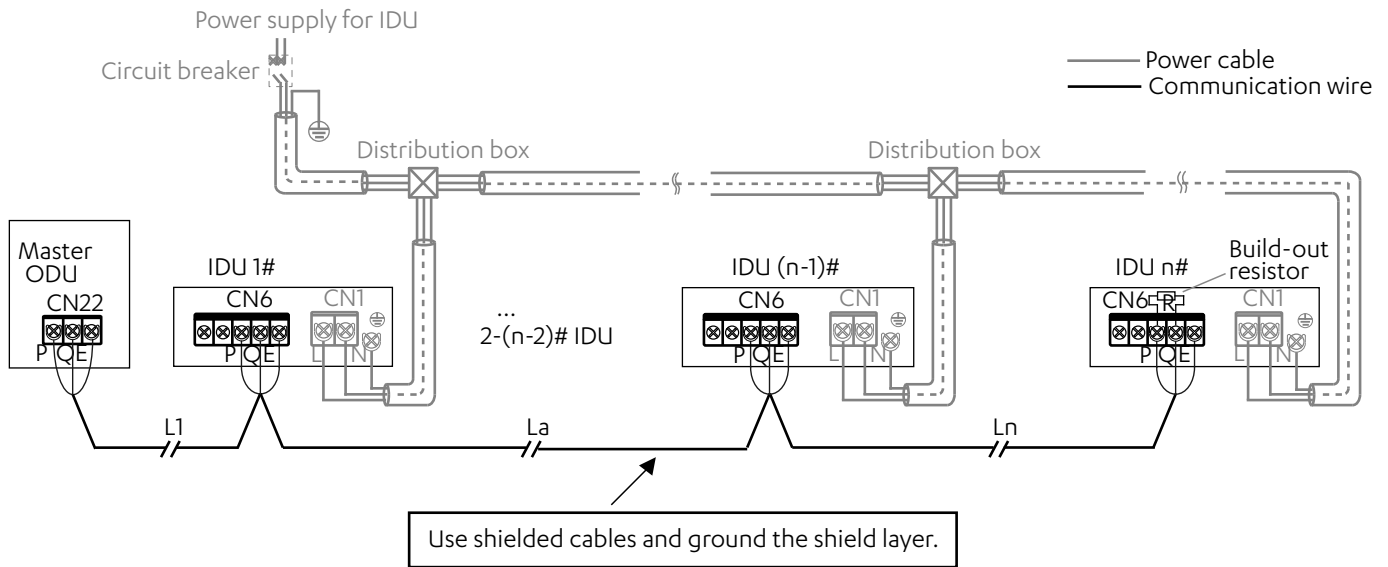 Power supply for IDU
Circuit breaker
Power cable
Communication wire
Distribution box
Distribution box
Master
ODU
CN22
P Q E
IDU 1#
CN6
CN1
P Q E
L N
...
2-(n-2)# IDU
IDU (n-1)#
CN6
CN1
P Q E
L N
IDU n#
Build-out
resistor
CN6
R
CN1
P Q E
L N
L1
La
Ln
Use shielded cables and ground the shield layer.